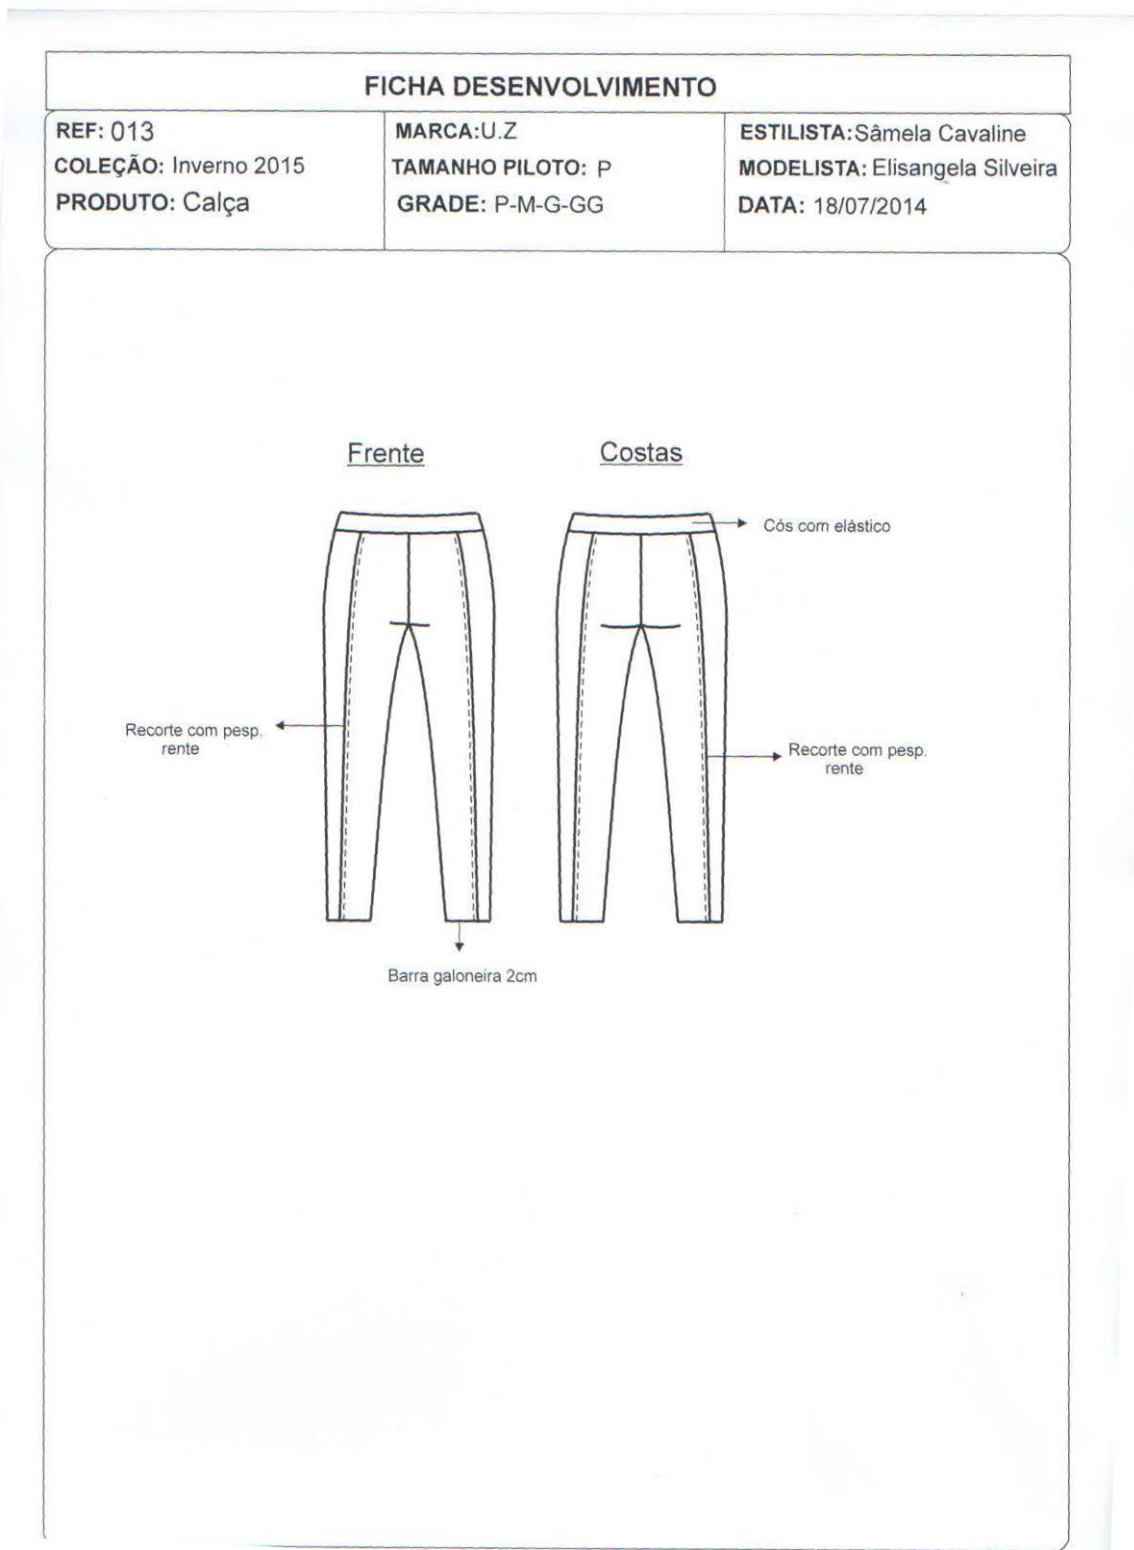 FICHA DESENVOLVIMENTO
REF: 013
COLEÇÃO: Inverno 2015
PRODUTO: Calça
MARCA:U.Z
TAMANHO PILOTO: P
GRADE: P-M-G-GG
ESTILISTA:Sâmela Cavaline
MODELISTA: Elisangela Silveira
DATA: 18/07/2014
Frente
Costas
Cós com elástico
Recorte com pesp.
rente
Recorte com pesp.
rente
Barra galoneira 2cm